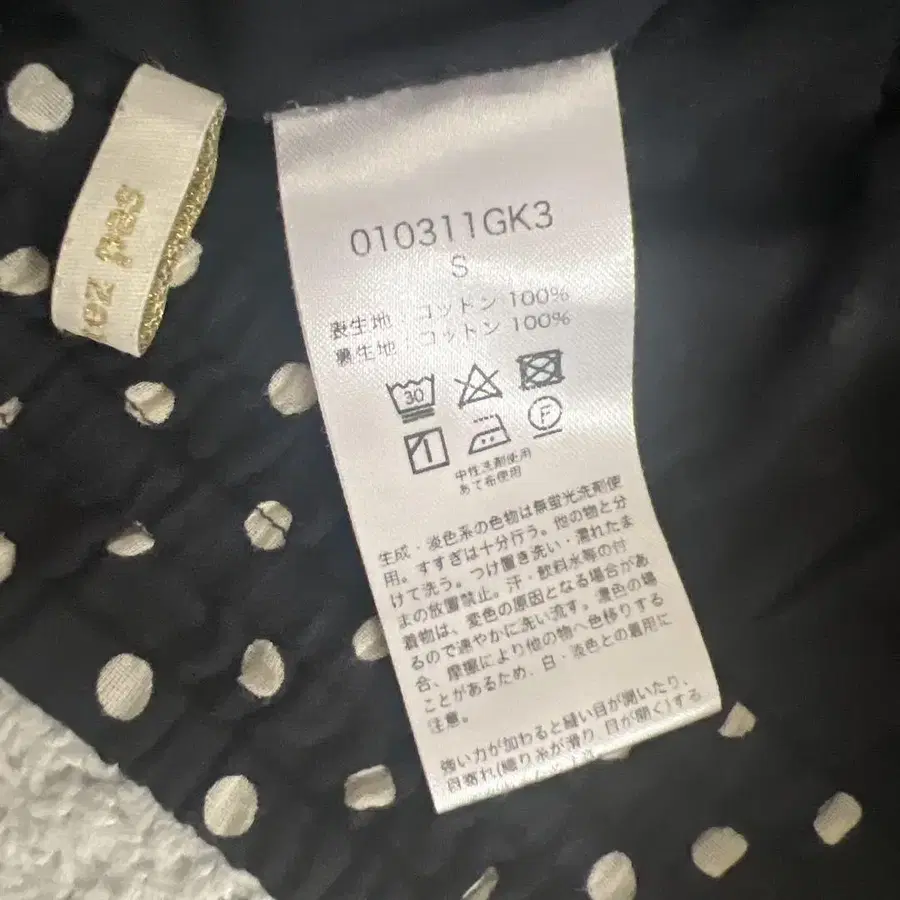 010311GK3
S
表生地：コットン 100%
裏生地：コットン 100%
30
F
中性洗剤使用
あて布使用
生成・淡色系の色物は無蛍光洗剤使
用。すすぎは十分行う。他の物と分
けて洗う。つけ置き洗い・濡れたま
まの放置禁止。汗・飲料水等の付
着物は、変色の原因となる場合があ
るので速やかに洗い流す。濃色の場
合、摩擦により他の物へ色移りする
ことがあるため、白・淡色との着用に
注意。
強い力が加わると縫い目が開いたり、
目寄れ(織り糸が滑り 目が開く)する